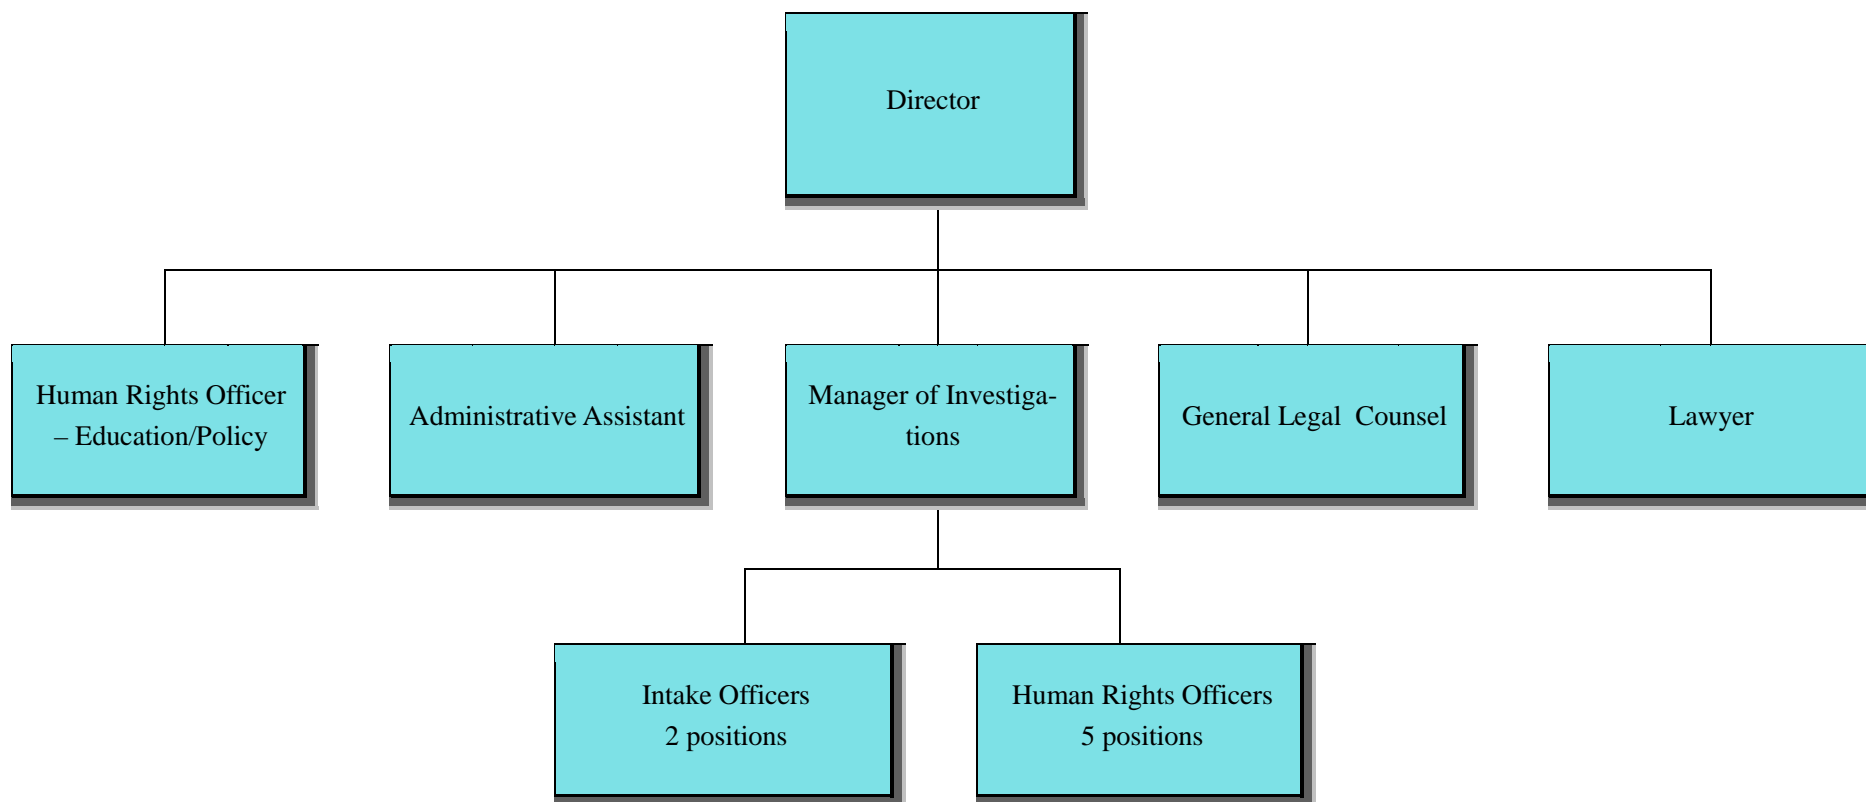 Director
Human Rights Officer
– Education/Policy
Administrative Assistant
Manager of Investiga-
tions
General Legal  Counsel
Lawyer
Intake Officers
2 positions
Human Rights Officers
5 positions